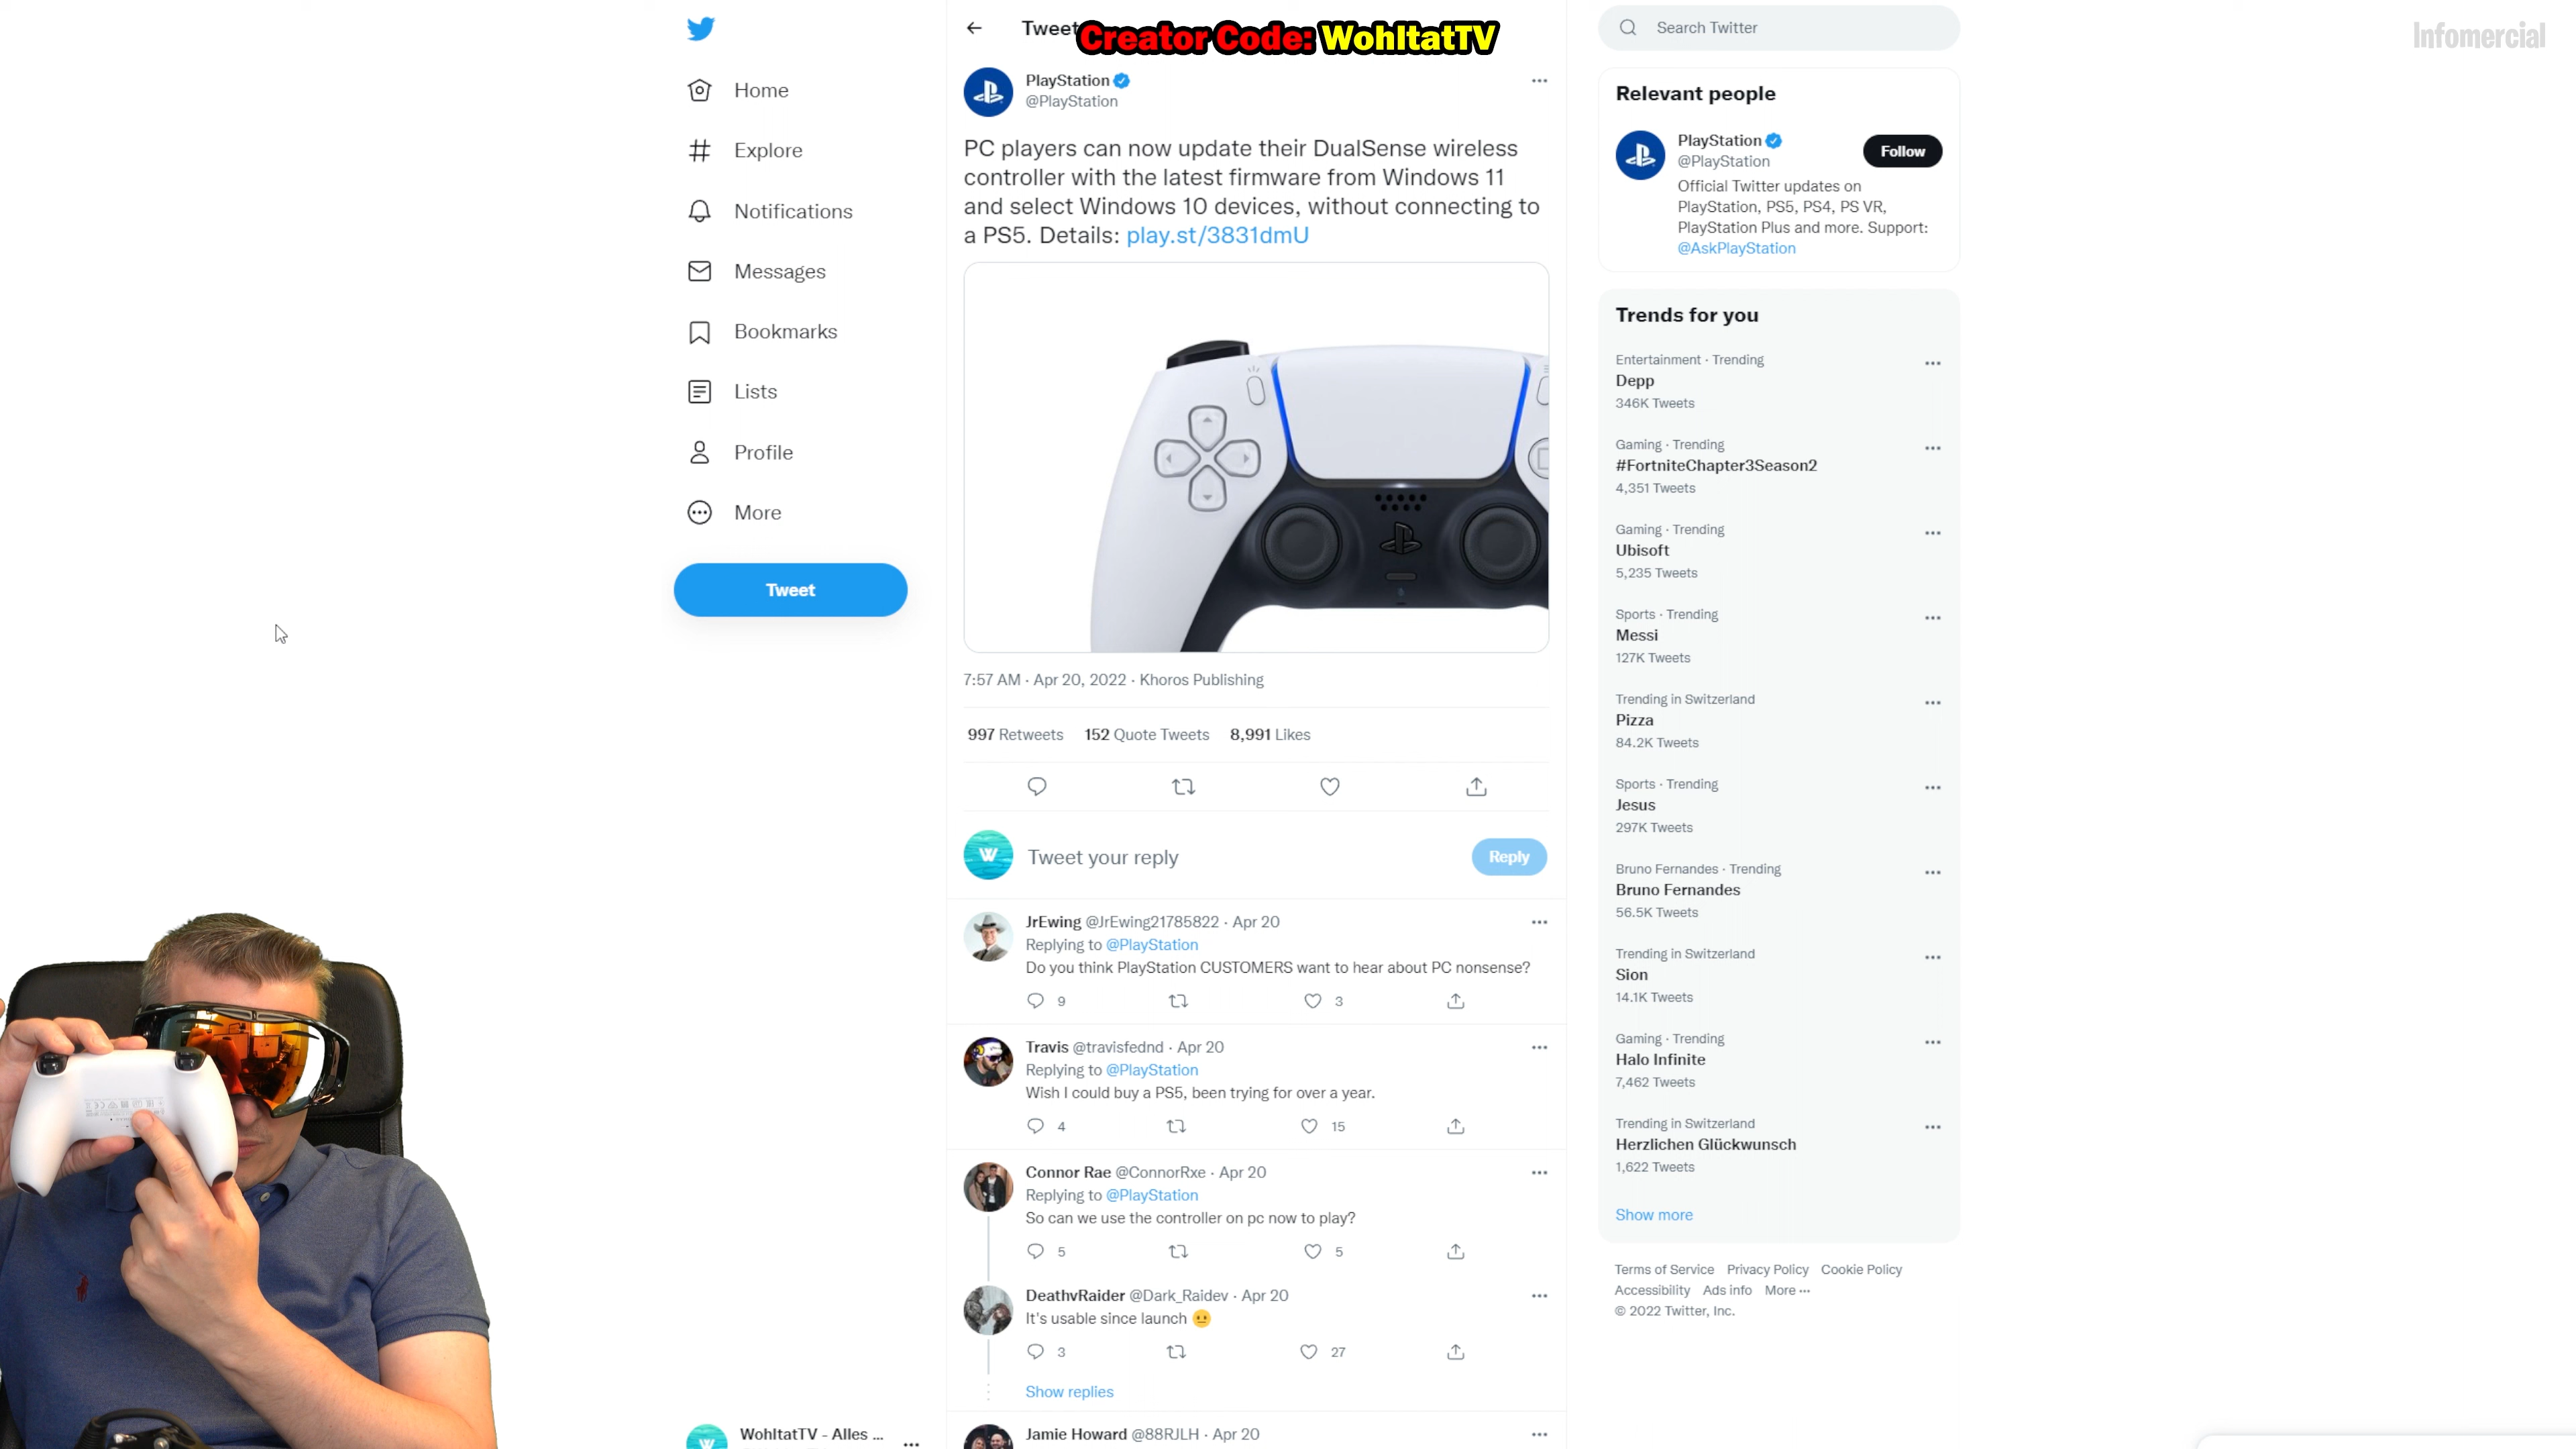 Home
Explore
Notifications
Messages
Bookmarks
Lists
Profile
More
Tweet
WohltatTV - Alles ...
Tweet
Creator Code: WohltatTV
PlayStation
@PlayStation
PC players can now update their DualSense wireless
controller with the latest firmware from Windows 11
and select Windows 10 devices, without connecting to
a PS5. Details: play.st/3831dmU
7:57 AM · Apr 20, 2022 · Khoros Publishing
997 Retweets 152 Quote Tweets 8,991 Likes
Tweet your reply
Reply
JrEwing @JrEwing21785822 · Apr 20
Replying to @PlayStation
Do you think PlayStation CUSTOMERS want to hear about PC nonsense?
9 3
Travis @travisfednd · Apr 20
Replying to @PlayStation
Wish I could buy a PS5, been trying for over a year.
4 15
Connor Rae @ConnorRxe · Apr 20
Replying to @PlayStation
So can we use the controller on pc now to play?
5 5
DeathvRaider @Dark_Raidev · Apr 20
It's usable since launch 😐
3 27
Show replies
Jamie Howard @88RJLH · Apr 20
Search Twitter
Relevant people
PlayStation
@PlayStation
Follow
Official Twitter updates on
PlayStation, PS5, PS4, PS VR,
PlayStation Plus and more. Support:
@AskPlayStation
Trends for you
Entertainment · Trending
Depp
346K Tweets
Gaming · Trending
#FortniteChapter3Season2
4,351 Tweets
Gaming · Trending
Ubisoft
5,235 Tweets
Sports · Trending
Messi
127K Tweets
Trending in Switzerland
Pizza
84.2K Tweets
Sports · Trending
Jesus
297K Tweets
Bruno Fernandes · Trending
Bruno Fernandes
56.5K Tweets
Trending in Switzerland
Sion
14.1K Tweets
Gaming · Trending
Halo Infinite
7,462 Tweets
Trending in Switzerland
Herzlichen Glückwunsch
1,622 Tweets
Show more
Terms of Service Privacy Policy Cookie Policy
Accessibility Ads info More ...
© 2022 Twitter, Inc.
Infomercial